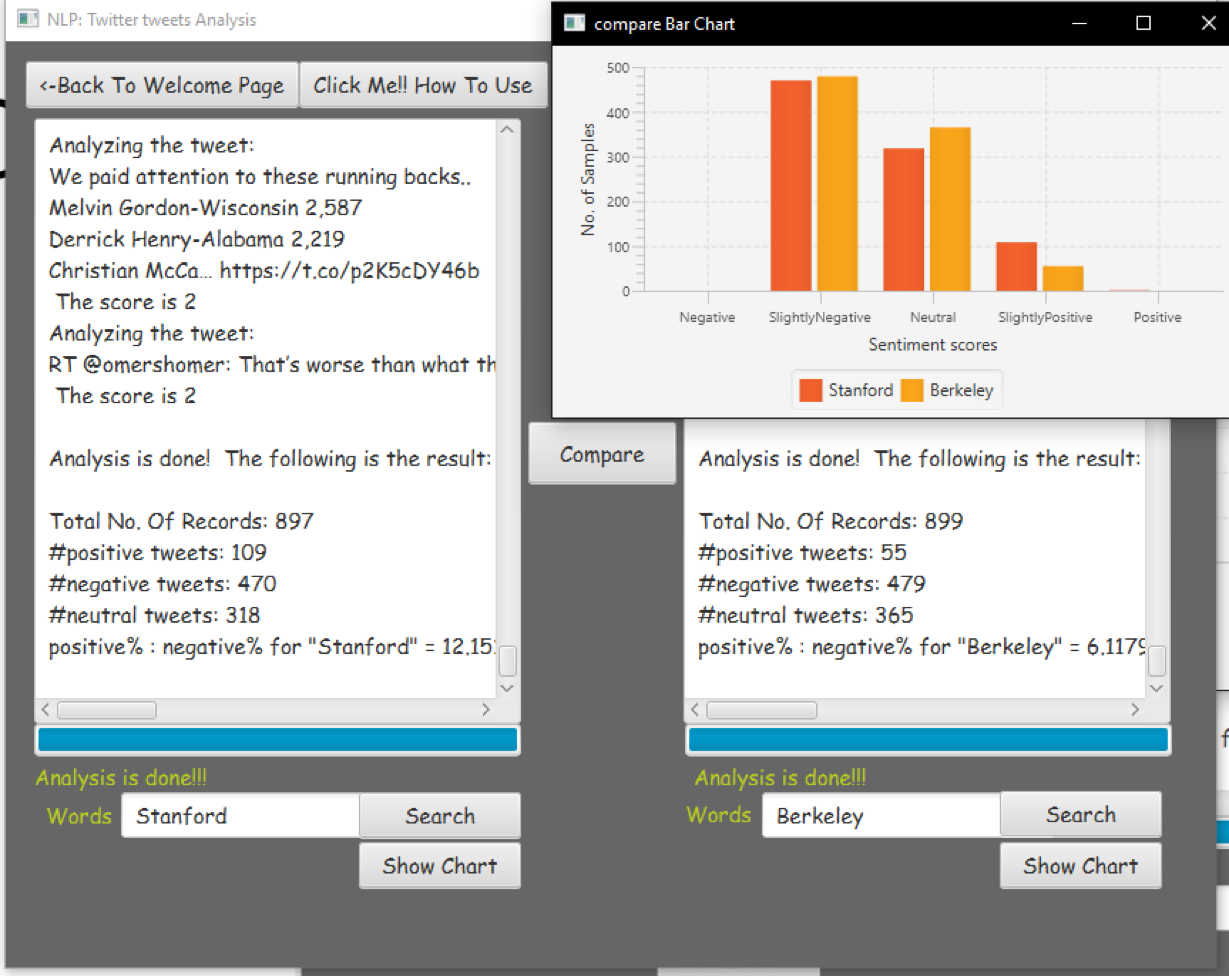 NLP: Twitter tweets Analysis
<-Back To Welcome Page
Click Me!! How To Use
Analyzing the tweet:
We paid attention to these running backs..
Melvin Gordon-Wisconsin 2,587
Derrick Henry-Alabama 2,219
Christian McCa... https://t.co/p2K5cDY46b
The score is 2
Analyzing the tweet:
RT @omershomer: That's worse than what th
The score is 2
Analysis is done! The following is the result:
Total No. Of Records: 897
#positive tweets: 109
#negative tweets: 470
#neutral tweets: 318
positive% : negative% for "Stanford" = 12.15
Analysis is done!!!
Words
Stanford
Search
Show Chart
Compare
compare Bar Chart
No. of Samples
500
400
300
200
100
0
Negative
SlightlyNegative
Neutral
SlightlyPositive
Positive
Sentiment scores
Stanford
Berkeley
Analysis is done! The following is the result:
Total No. Of Records: 899
#positive tweets: 55
#negative tweets: 479
#neutral tweets: 365
positive% : negative% for "Berkeley" = 6.1179
Analysis is done!!!
Words
Berkeley
Search
Show Chart